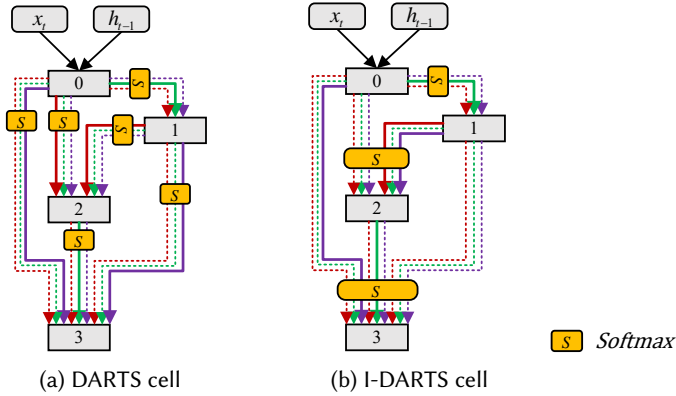 x_t h_{t−1} x_t h_{t−1}
0 S 0 S
S S S 1 1
S
2 S 2
S
S
3 3 S Softmax
(a) DARTS cell (b) I-DARTS cell